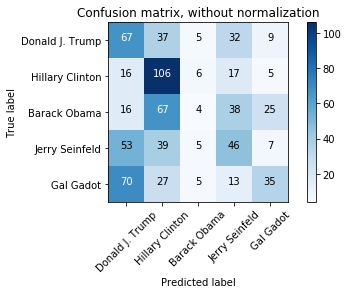 Confusion matrix, without normalization
Donald J. Trump 67 37 5 32 9
Hillary Clinton 16 106 6 17 5
Barack Obama 16 67 4 38 25
Jerry Seinfeld 53 39 5 46 7
Gal Gadot 70 27 5 13 35
True label
Donald J. Trump
Hillary Clinton
Barack Obama
Jerry Seinfeld
Gal Gadot
Predicted label
100
80
60
40
20